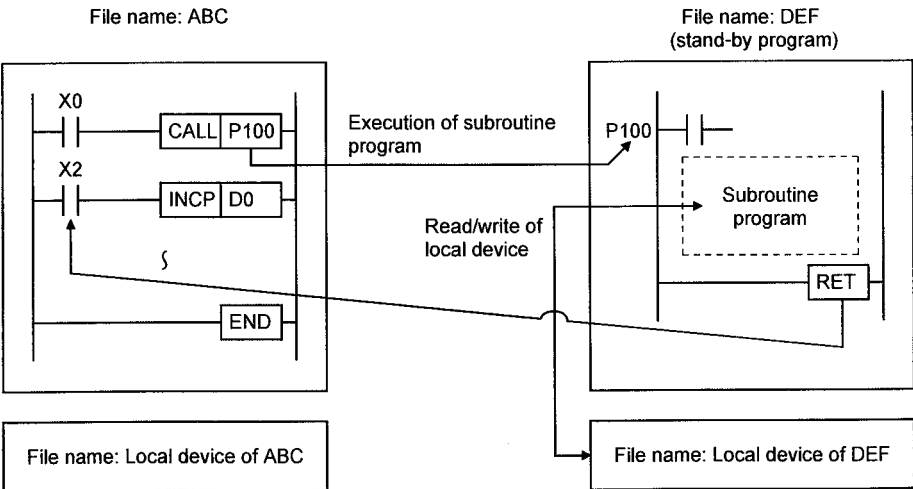 File name: ABC
File name: DEF
(stand-by program)
X0
CALL P100
Execution of subroutine
program
P100
X2
INCP D0
Subroutine
program
Read/write of
local device
RET
END
File name: Local device of ABC
File name: Local device of DEF